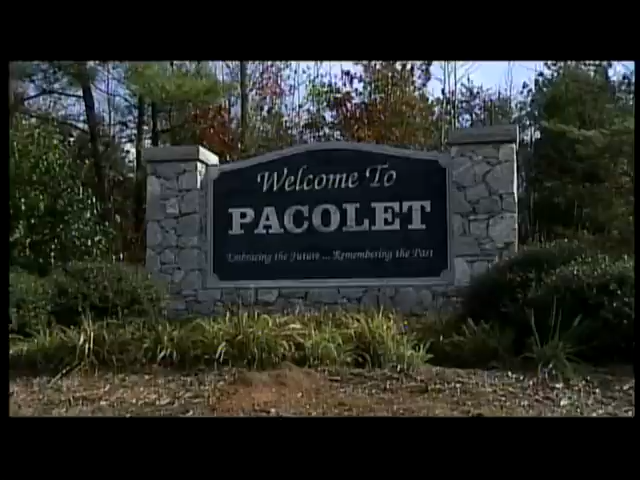 Welcome To
PACOLET
Embracing the Future ... Remembering the Past